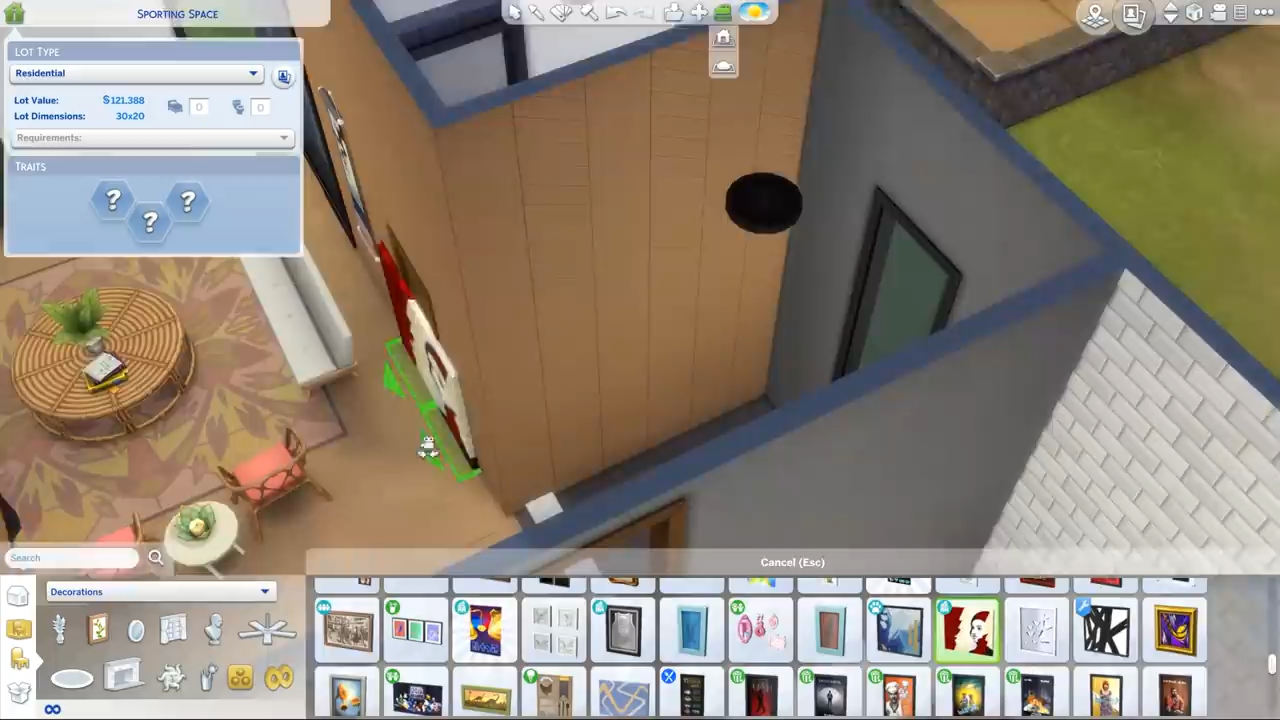 SPORTING SPACE
LOT TYPE
Residential
Lot Value: $121.388
0 0
Lot Dimensions: 30x20
Requirements:
TRAITS
? ? ?
Search
Cancel (Esc)
Decorations